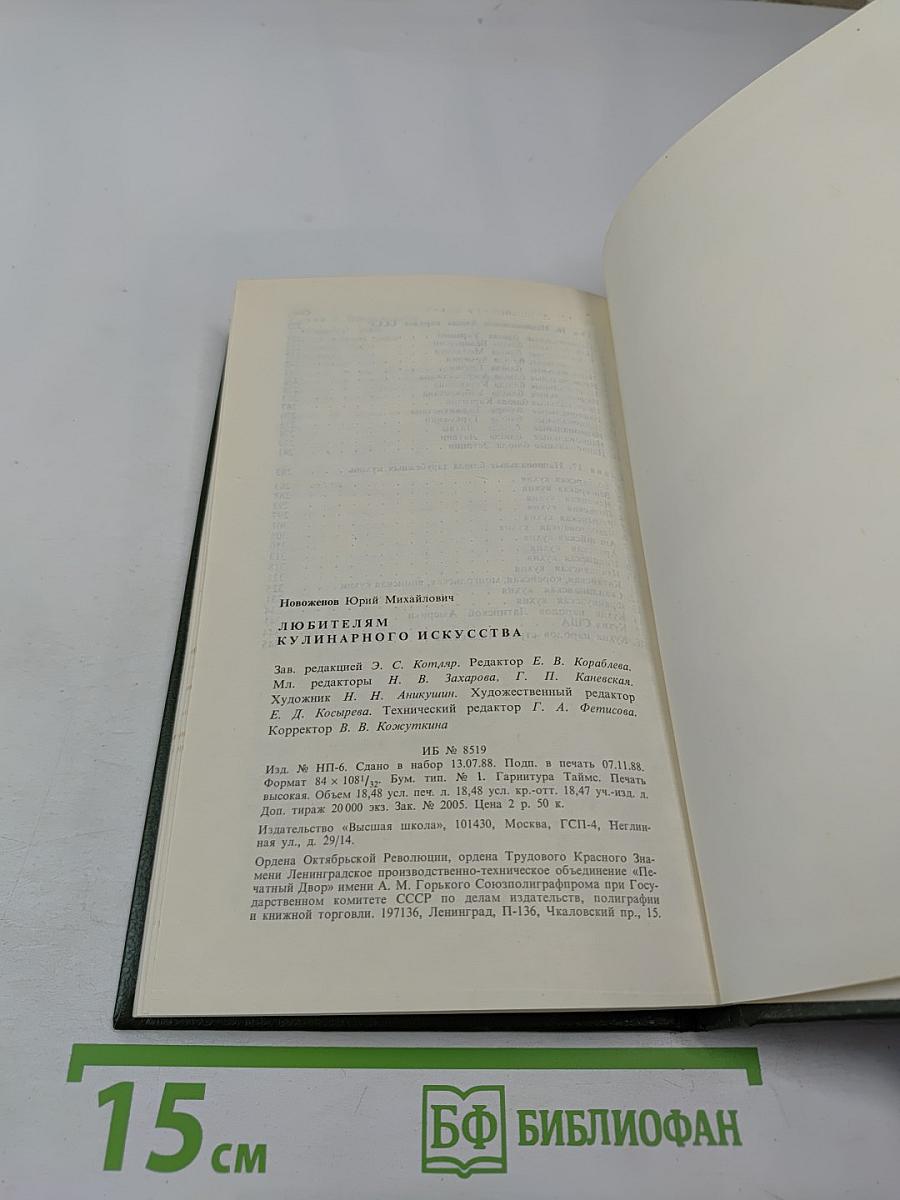 Новоженов Юрий Михайлович
ЛЮБИТЕЛЯМ
КУЛИНАРНОГО ИСКУССТВА
Зав. редакцией Э. С. Котляр. Редактор Е. В. Кораблева.
Мл. редакторы Н. В. Захарова, Г. П. Каневская.
Художник Н. Н. Аникушин. Художественный редактор
Е. Д. Косырева. Технический редактор Г. А. Фетисова.
Корректор В. В. Кожуткина
ИБ № 8519
Изд. № НП-6. Сдано в набор 13.07.88. Подп. в печать 07.11.88.
Формат 84 × 108 1/32. Бум. тип. № 1. Гарнитура Таймс. Печать
высокая. Объем 18,48 усл. печ. л. 18,48 усл. кр.-отт. 18,47 уч.-изд. л.
Доп. тираж 20 000 экз. Зак. № 2005. Цена 2 р. 50 к.
Издательство «Высшая школа», 101430, Москва, ГСП-4, Неглин-
ная ул., д. 29/14.
Ордена Октябрьской Революции, ордена Трудового Красного Зна-
мени Ленинградское производственно-техническое объединение «Пе-
чатный Двор» имени А. М. Горького Союзполиграфпрома при Госу-
дарственном комитете СССР по делам издательств, полиграфии
и книжной торговли. 197136, Ленинград, П-136, Чкаловский пр., 15.
15 см
БФ БИБЛИОФАН